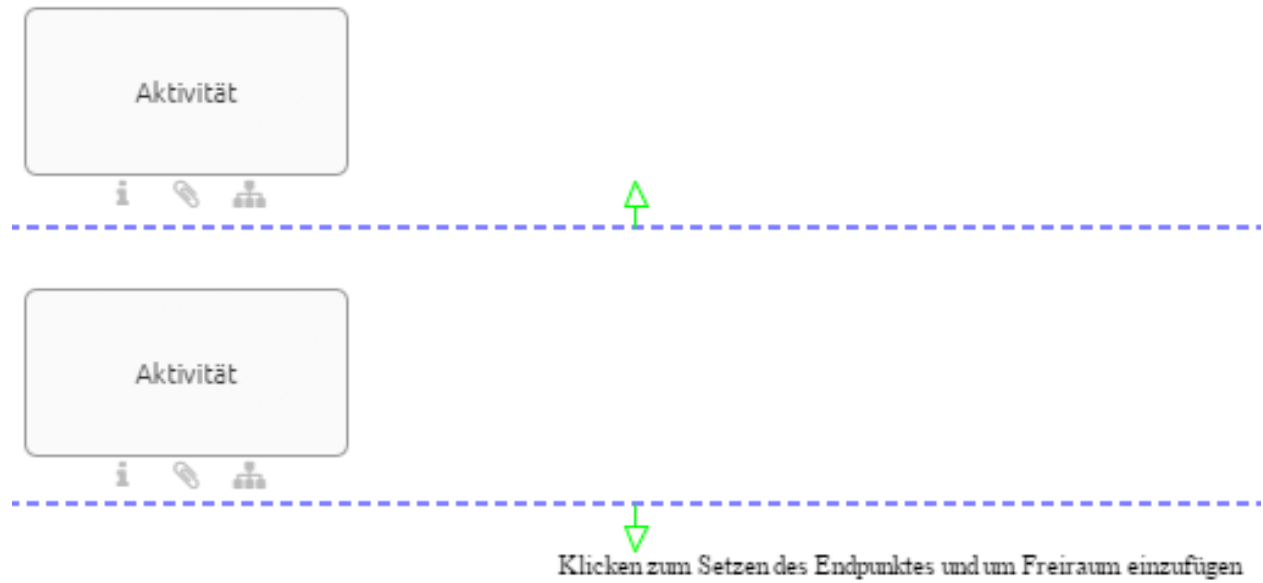 Aktivität
Aktivität
Klicken zum Setzen des Endpunktes und um Freiraum einzufügen